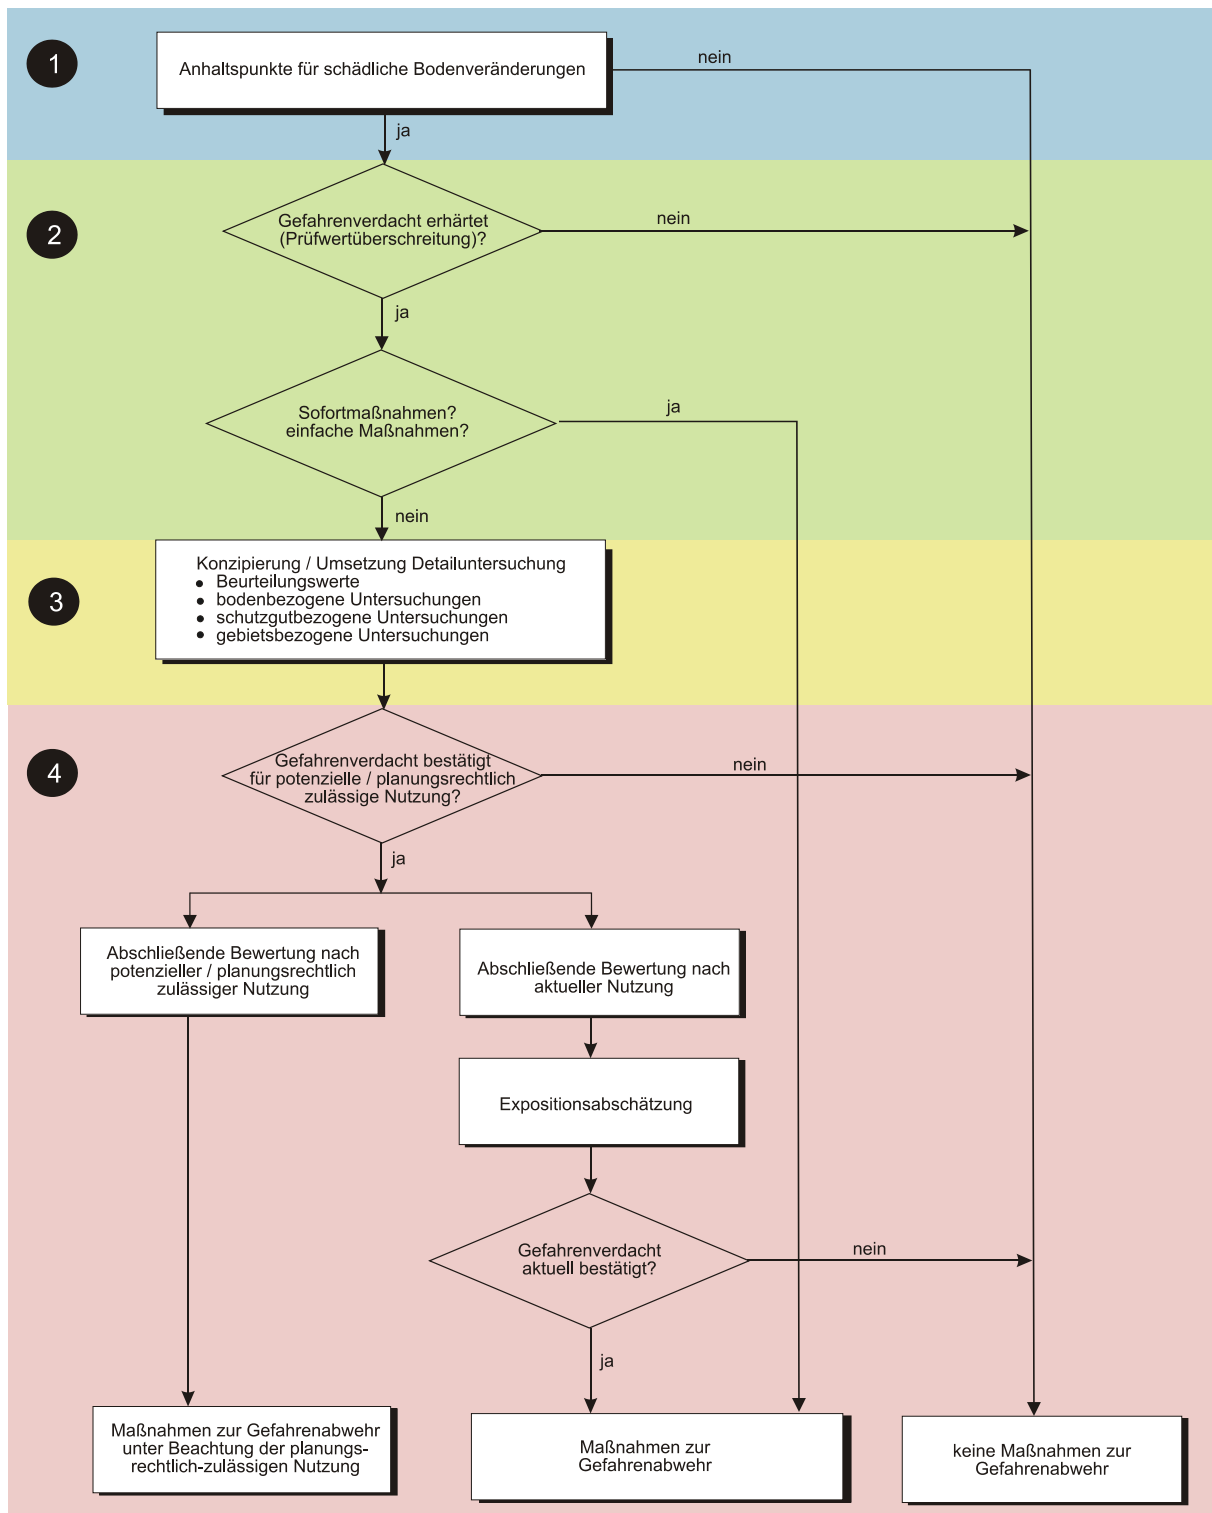 1
Anhaltspunkte für schädliche Bodenveränderungen
nein
ja
2
Gefahrenverdacht erhärtet
(Prüfwertüberschreitung)?
nein
ja
Sofortmaßnahmen?
einfache Maßnahmen?
ja
nein
3
Konzipierung / Umsetzung Detailuntersuchung
● Beurteilungswerte
● bodenbezogene Untersuchungen
● schutzgutbezogene Untersuchungen
● gebietsbezogene Untersuchungen
4
Gefahrenverdacht bestätigt
für potenzielle / planungsrechtlich
zulässige Nutzung?
nein
ja
Abschließende Bewertung nach
potenzieller / planungsrechtlich
zulässiger Nutzung
Abschließende Bewertung nach
aktueller Nutzung
Expositionsabschätzung
Gefahrenverdacht
aktuell bestätigt?
nein
ja
Maßnahmen zur Gefahrenabwehr
unter Beachtung der planungs-
rechtlich-zulässigen Nutzung
Maßnahmen zur
Gefahrenabwehr
keine Maßnahmen zur
Gefahrenabwehr